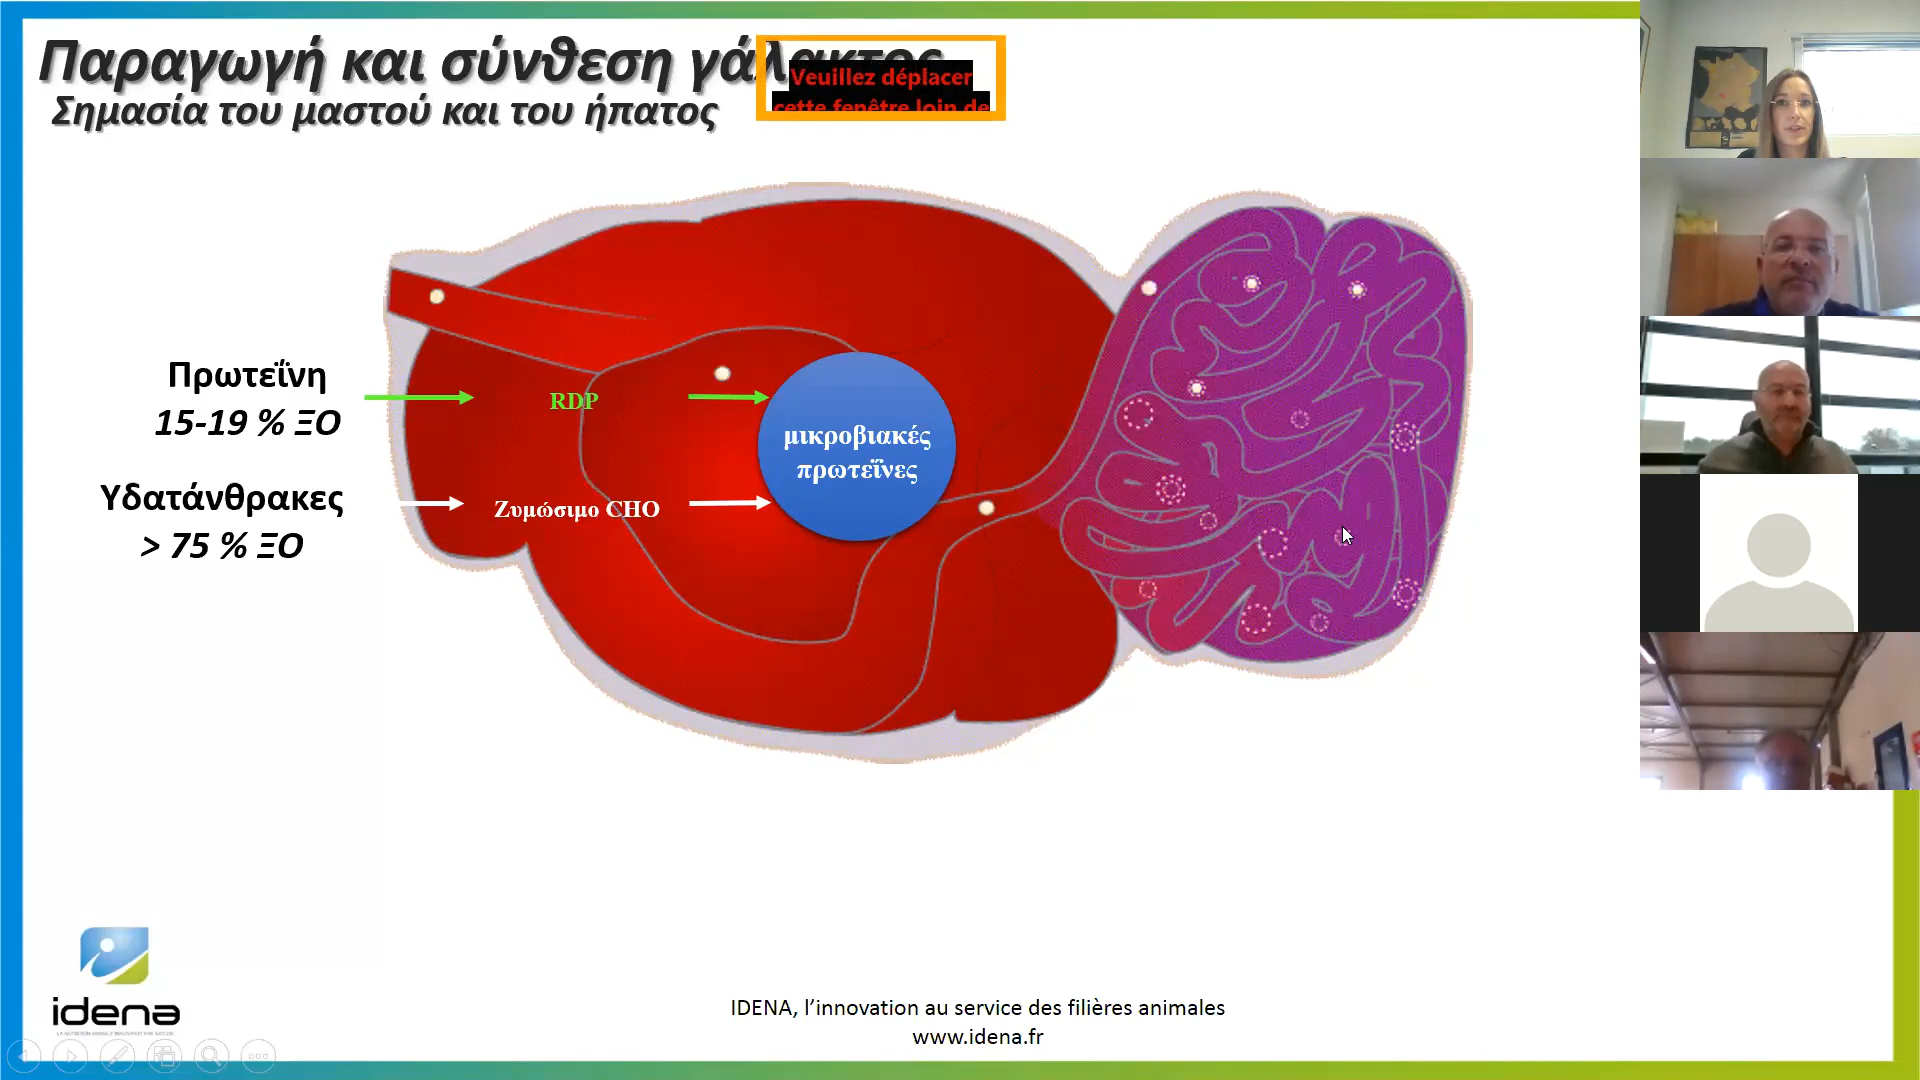 Παραγωγή και σύνθεση γάλακτος
Σημασία του μαστού και του ήπατος
Veuillez déplacer
cette fenêtre loin de
Πρωτεΐνη
15-19 % ΞΟ
RDP
μικροβιακές
πρωτεΐνες
Υδατάνθρακες
> 75 % ΞΟ
Ζυμώσιμο CHO
idena
IDENA, l’innovation au service des filières animales
www.idena.fr